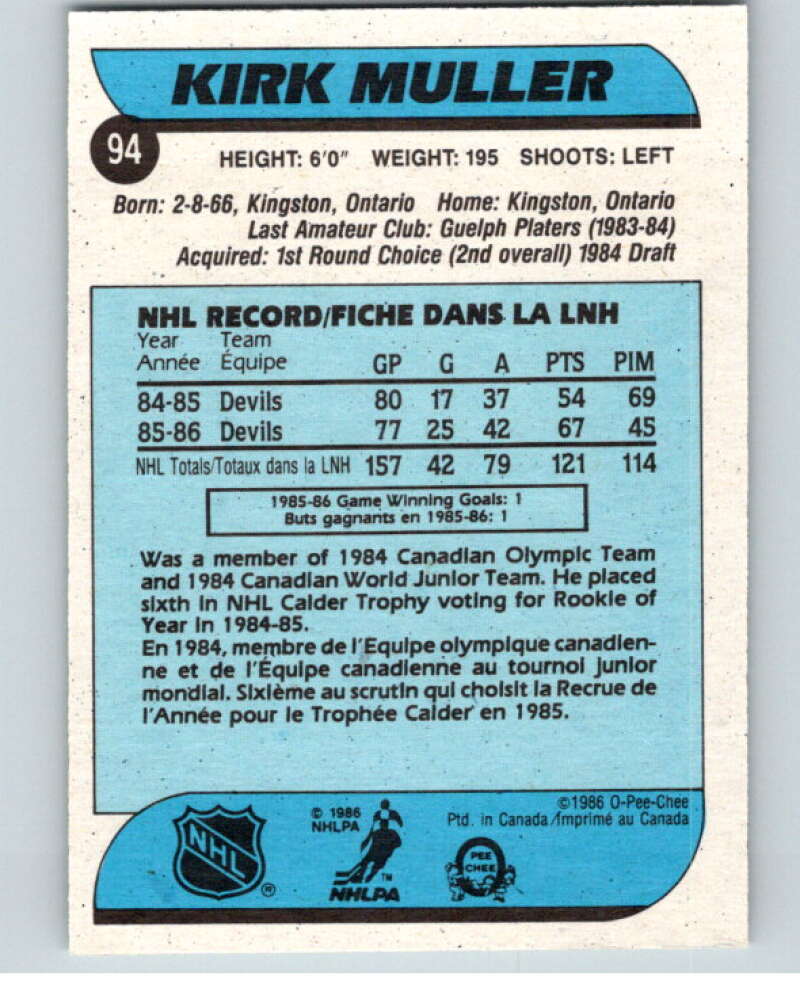 KIRK MULLER
94
HEIGHT: 6'0" WEIGHT: 195 SHOOTS: LEFT
Born: 2-8-66, Kingston, Ontario Home: Kingston, Ontario
Last Amateur Club: Guelph Platers (1983-84)
Acquired: 1st Round Choice (2nd overall) 1984 Draft
NHL RECORD/FICHE DANS LA LNH
Year Team
Année Équipe GP G A PTS PIM
84-85 Devils 80 17 37 54 69
85-86 Devils 77 25 42 67 45
NHL Totals/Totaux dans la LNH 157 42 79 121 114
1985-86 Game Winning Goals: 1
Buts gagnants en 1985-86: 1
Was a member of 1984 Canadian Olympic Team
and 1984 Canadian World Junior Team. He placed
sixth in NHL Calder Trophy voting for Rookie of
Year in 1984-85.
En 1984, membre de l'Equipe olympique canadien-
ne et de l'Équipe canadienne au tournoi junior
mondial. Sixième au scrutin qui choisit la Recrue de
l'Année pour le Trophée Calder en 1985.
©1986 O-Pee-Chee
Ptd. in Canada/Imprimé au Canada
© 1986
NHLPA
NHL
®
TM
NHLPA
O
PEE
CHEE